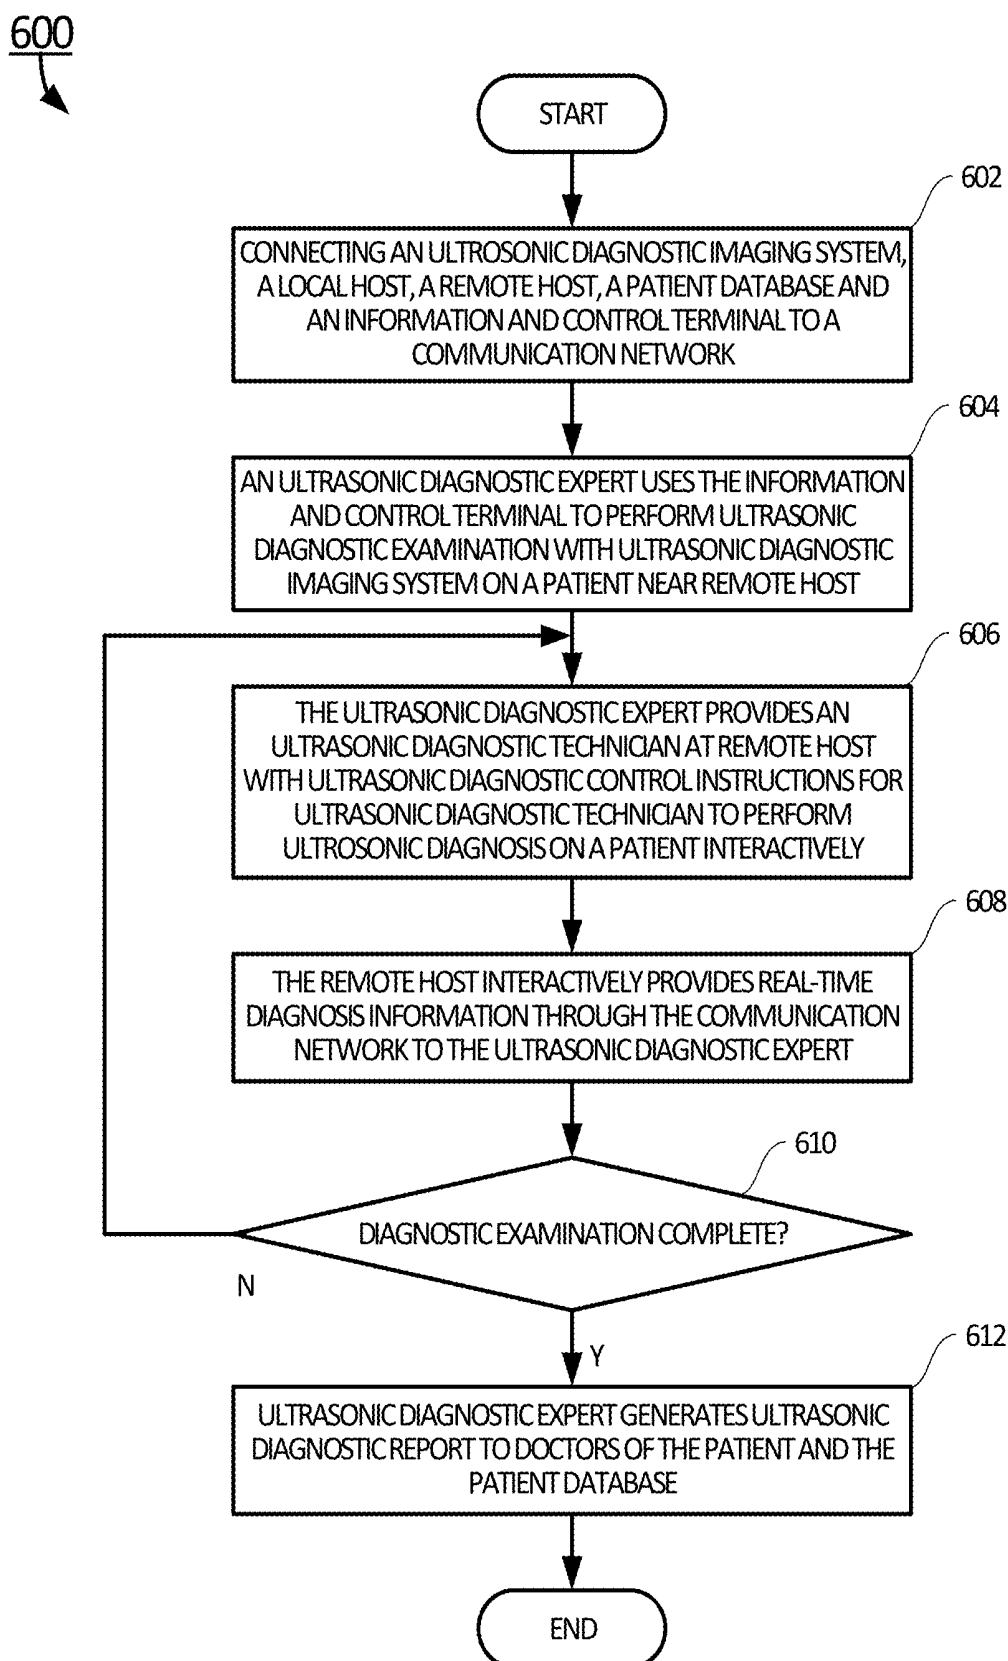 600
START
602
CONNECTING AN ULTROSONIC DIAGNOSTIC IMAGING SYSTEM,
A LOCAL HOST, A REMOTE HOST, A PATIENT DATABASE AND
AN INFORMATION AND CONTROL TERMINAL TO A
COMMUNICATION NETWORK
604
AN ULTRASONIC DIAGNOSTIC EXPERT USES THE INFORMATION
AND CONTROL TERMINAL TO PERFORM ULTRASONIC
DIAGNOSTIC EXAMINATION WITH ULTRASONIC DIAGNOSTIC
IMAGING SYSTEM ON A PATIENT NEAR REMOTE HOST
606
THE ULTRASONIC DIAGNOSTIC EXPERT PROVIDES AN
ULTRASONIC DIAGNOSTIC TECHNICIAN AT REMOTE HOST
WITH ULTRASONIC DIAGNOSTIC CONTROL INSTRUCTIONS FOR
ULTRASONIC DIAGNOSTIC TECHNICIAN TO PERFORM
ULTROSONIC DIAGNOSIS ON A PATIENT INTERACTIVELY
608
THE REMOTE HOST INTERACTIVELY PROVIDES REAL-TIME
DIAGNOSIS INFORMATION THROUGH THE COMMUNICATION
NETWORK TO THE ULTRASONIC DIAGNOSTIC EXPERT
610
DIAGNOSTIC EXAMINATION COMPLETE?
N
Y
612
ULTRASONIC DIAGNOSTIC EXPERT GENERATES ULTRASONIC
DIAGNOSTIC REPORT TO DOCTORS OF THE PATIENT AND THE
PATIENT DATABASE
END